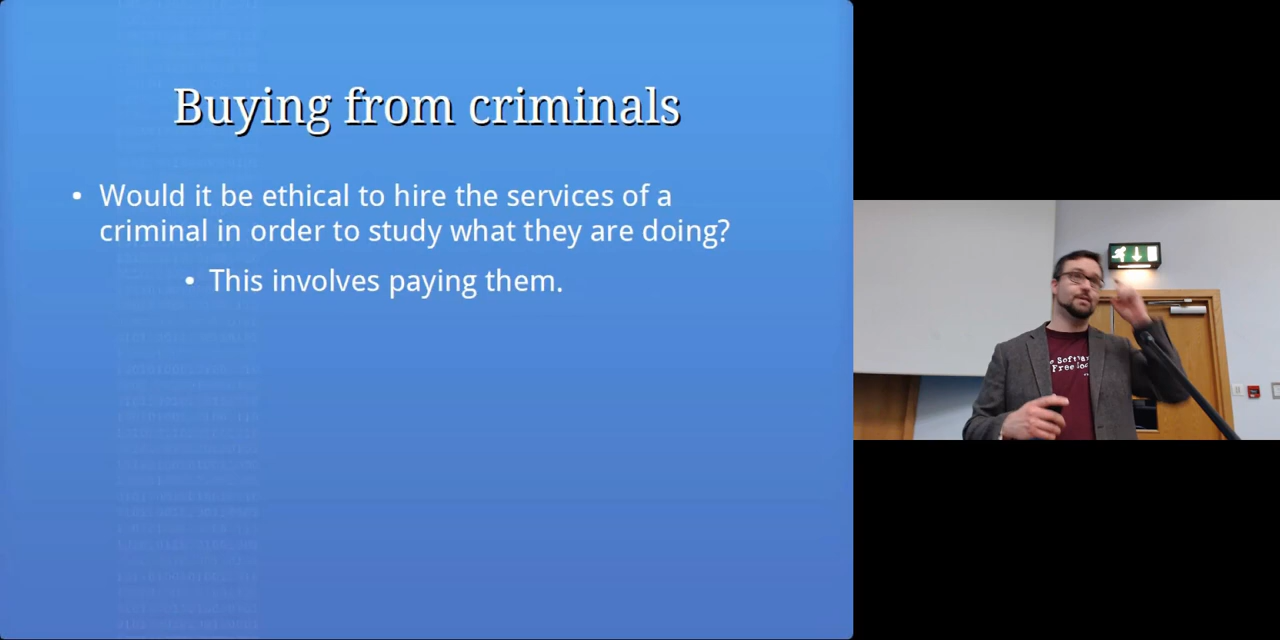 Buying from criminals
• Would it be ethical to hire the services of a
criminal in order to study what they are doing?
• This involves paying them.